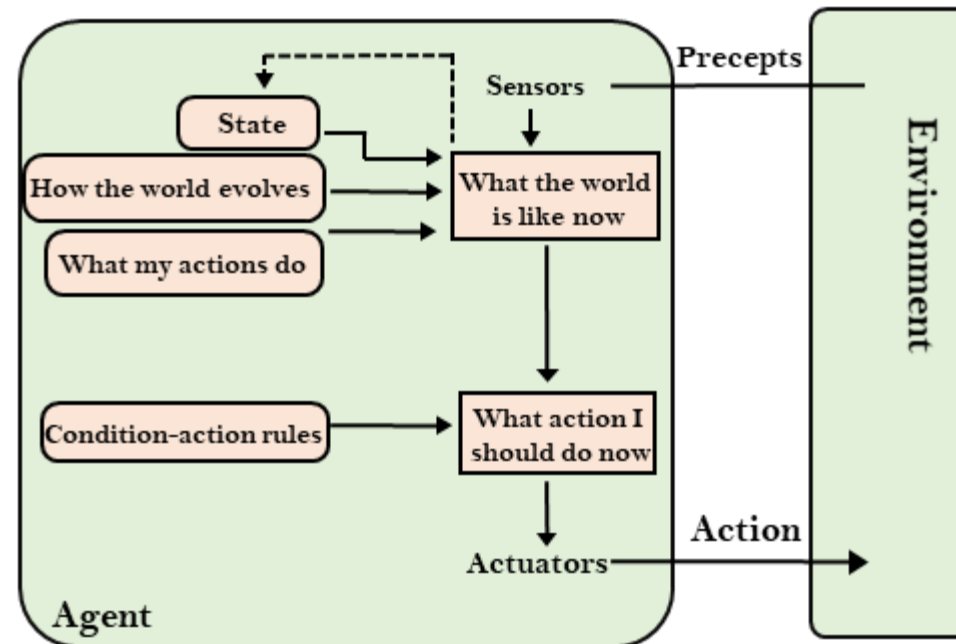 Precepts
Sensors
State
How the world evolves
What the world
is like now
What my actions do
Environment
Condition-action rules
What action I
should do now
Action
Actuators
Agent